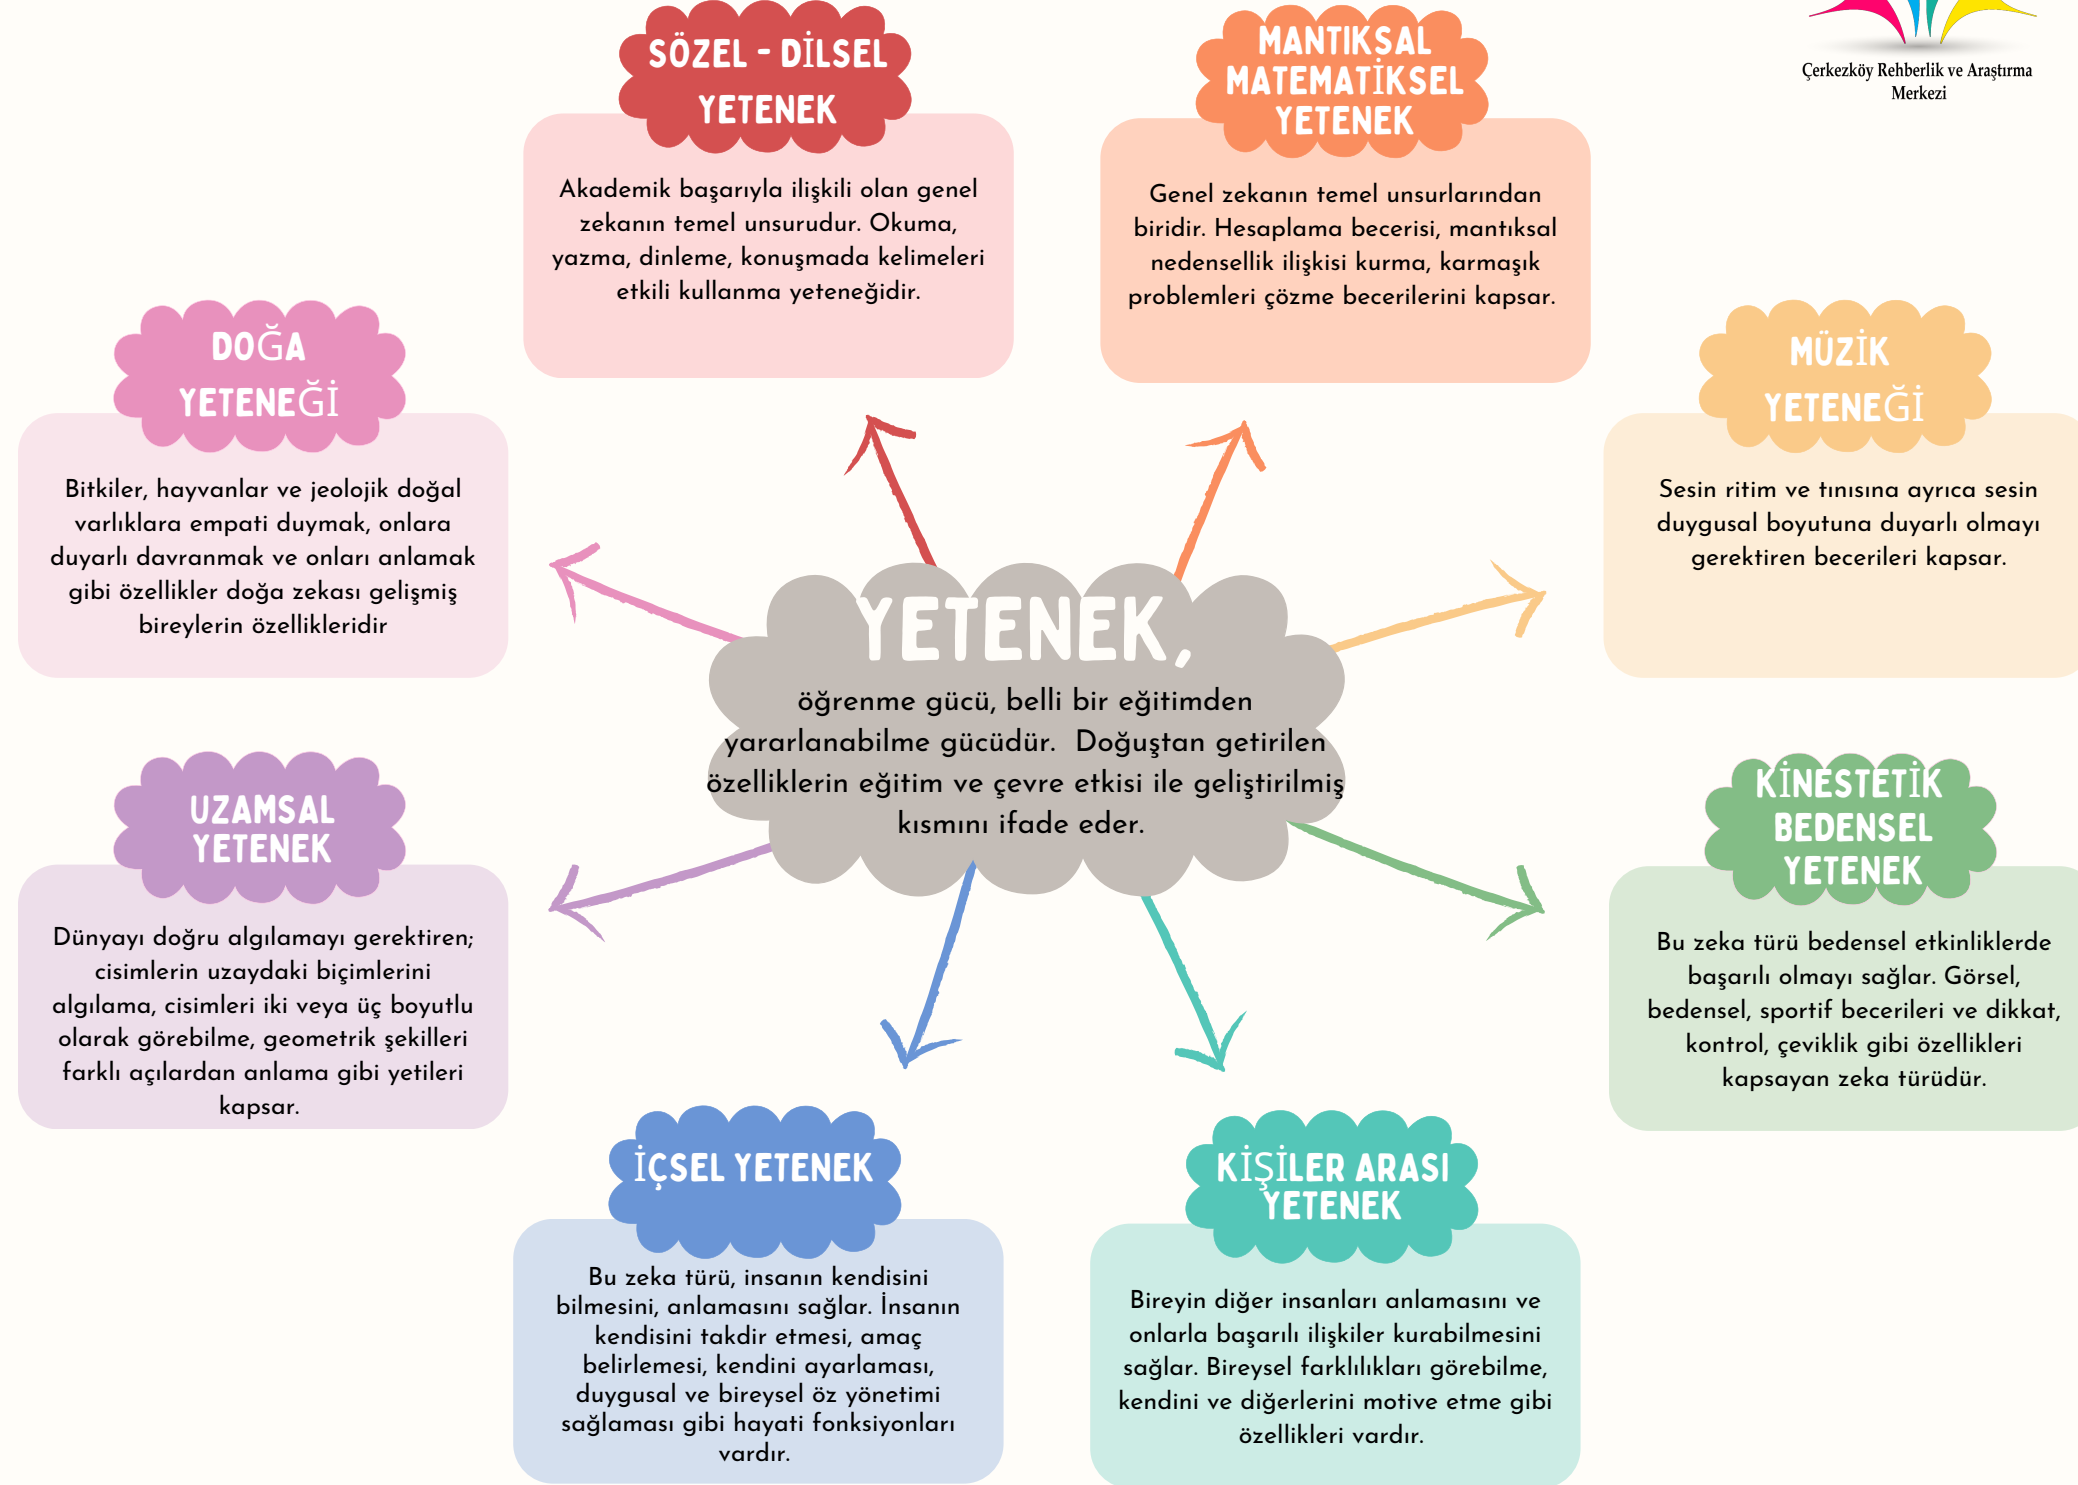 SÖZEL - DİLSEL
YETENEK
Akademik başarıyla ilişkili olan genel
zekanın temel unsurudur. Okuma,
yazma, dinleme, konuşmada kelimeleri
etkili kullanma yeteneğidir.
MANTIKSAL
MATEMATİKSEL
YETENEK
Genel zekanın temel unsurlarından
biridir. Hesaplama becerisi, mantıksal
nedensellik ilişkisi kurma, karmaşık
problemleri çözme becerilerini kapsar.
Çerkezköy Rehberlik ve Araştırma
Merkezi
DOĞA
YETENEĞİ
Bitkiler, hayvanlar ve jeolojik doğal
varlıklara empati duymak, onlara
duyarlı davranmak ve onları anlamak
gibi özellikler doğa zekası gelişmiş
bireylerin özellikleridir
MÜZİK
YETENEĞİ
Sesin ritim ve tınısına ayrıca sesin
duygusal boyutuna duyarlı olmayı
gerektiren becerileri kapsar.
YETENEK,
öğrenme gücü, belli bir eğitimden
yararlanabilme gücüdür. Doğuştan getirilen
özelliklerin eğitim ve çevre etkisi ile geliştirilmiş
kısmını ifade eder.
UZAMSAL
YETENEK
Dünyayı doğru algılamayı gerektiren;
cisimlerin uzaydaki biçimlerini
algılama, cisimleri iki veya üç boyutlu
olarak görebilme, geometrik şekilleri
farklı açılardan anlama gibi yetileri
kapsar.
KİNESTETİK
BEDENSEL
YETENEK
Bu zeka türü bedensel etkinliklerde
başarılı olmayı sağlar. Görsel,
bedensel, sportif becerileri ve dikkat,
kontrol, çeviklik gibi özellikleri
kapsayan zeka türüdür.
İÇSEL YETENEK
Bu zeka türü, insanın kendisini
bilmesini, anlamasını sağlar. İnsanın
kendisini takdir etmesi, amaç
belirlemesi, kendini ayarlaması,
duygusal ve bireysel öz yönetimi
sağlaması gibi hayati fonksiyonları
vardır.
KİŞİLER ARASI
YETENEK
Bireyin diğer insanları anlamasını ve
onlarla başarılı ilişkiler kurabilmesini
sağlar. Bireysel farklılıkları görebilme,
kendini ve diğerlerini motive etme gibi
özellikleri vardır.